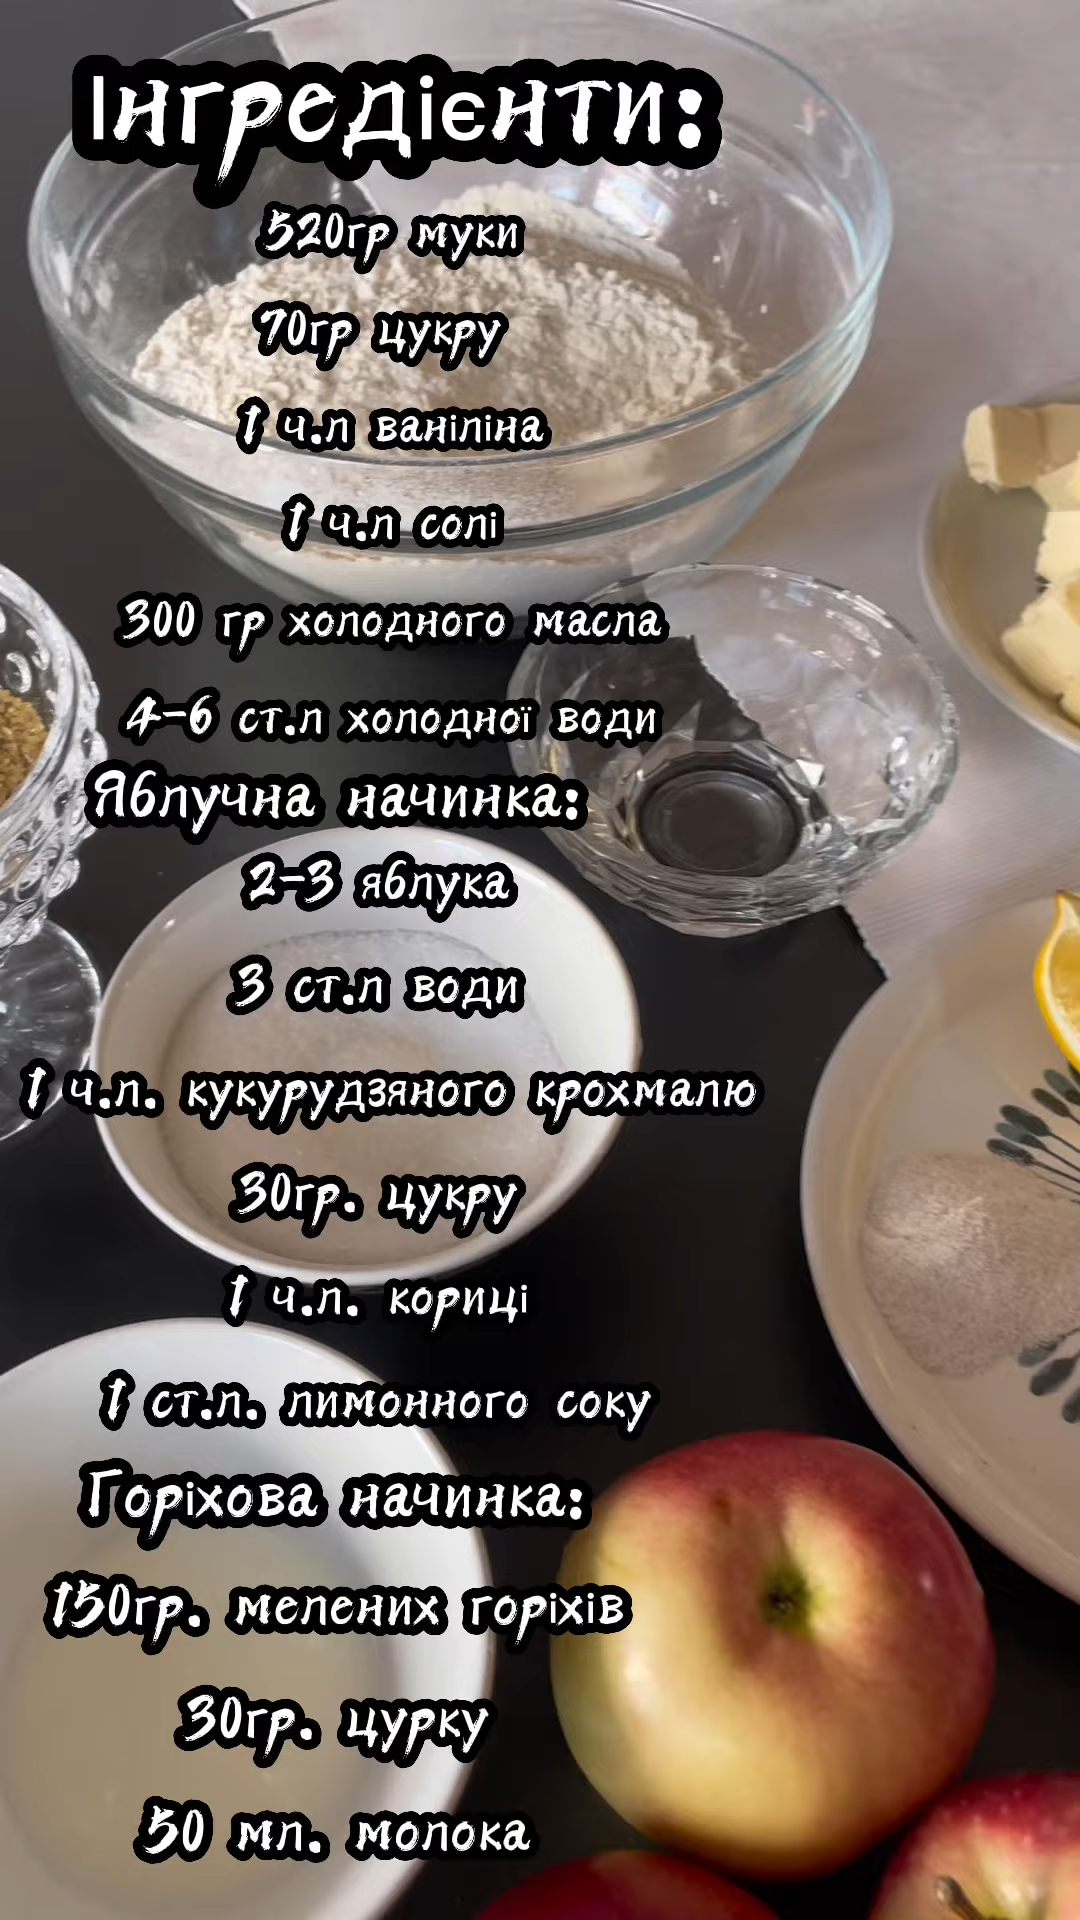 Інгредієнти:
520гр муки
70гр цукру
1 ч.л ваніліна
1 ч.л солі
300 гр холодного масла
4-6 ст.л холодної води
Яблучна начинка:
2-3 яблука
3 ст.л води
1 ч.л. кукурудзяного крохмалю
30гр. цукру
1 ч.л. кориці
1 ст.л. лимонного соку
Горіхова начинка:
150гр. мелених горіхів
30гр. цурку
50 мл. молока